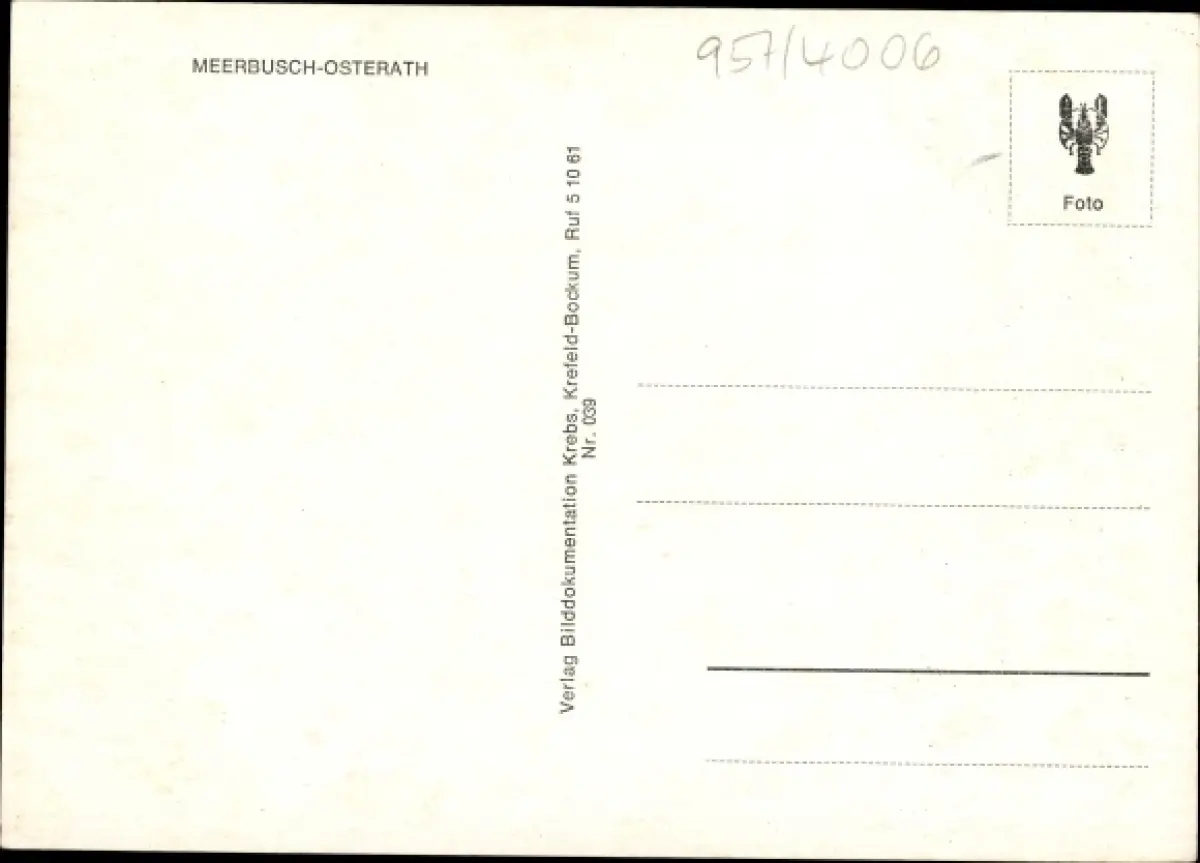 MEERBUSCH-OSTERATH
957/4006
Foto
Verlag Bilddokumentation Krebs, Krefeld-Bockum, Ruf 5 10 61
Nr. 039